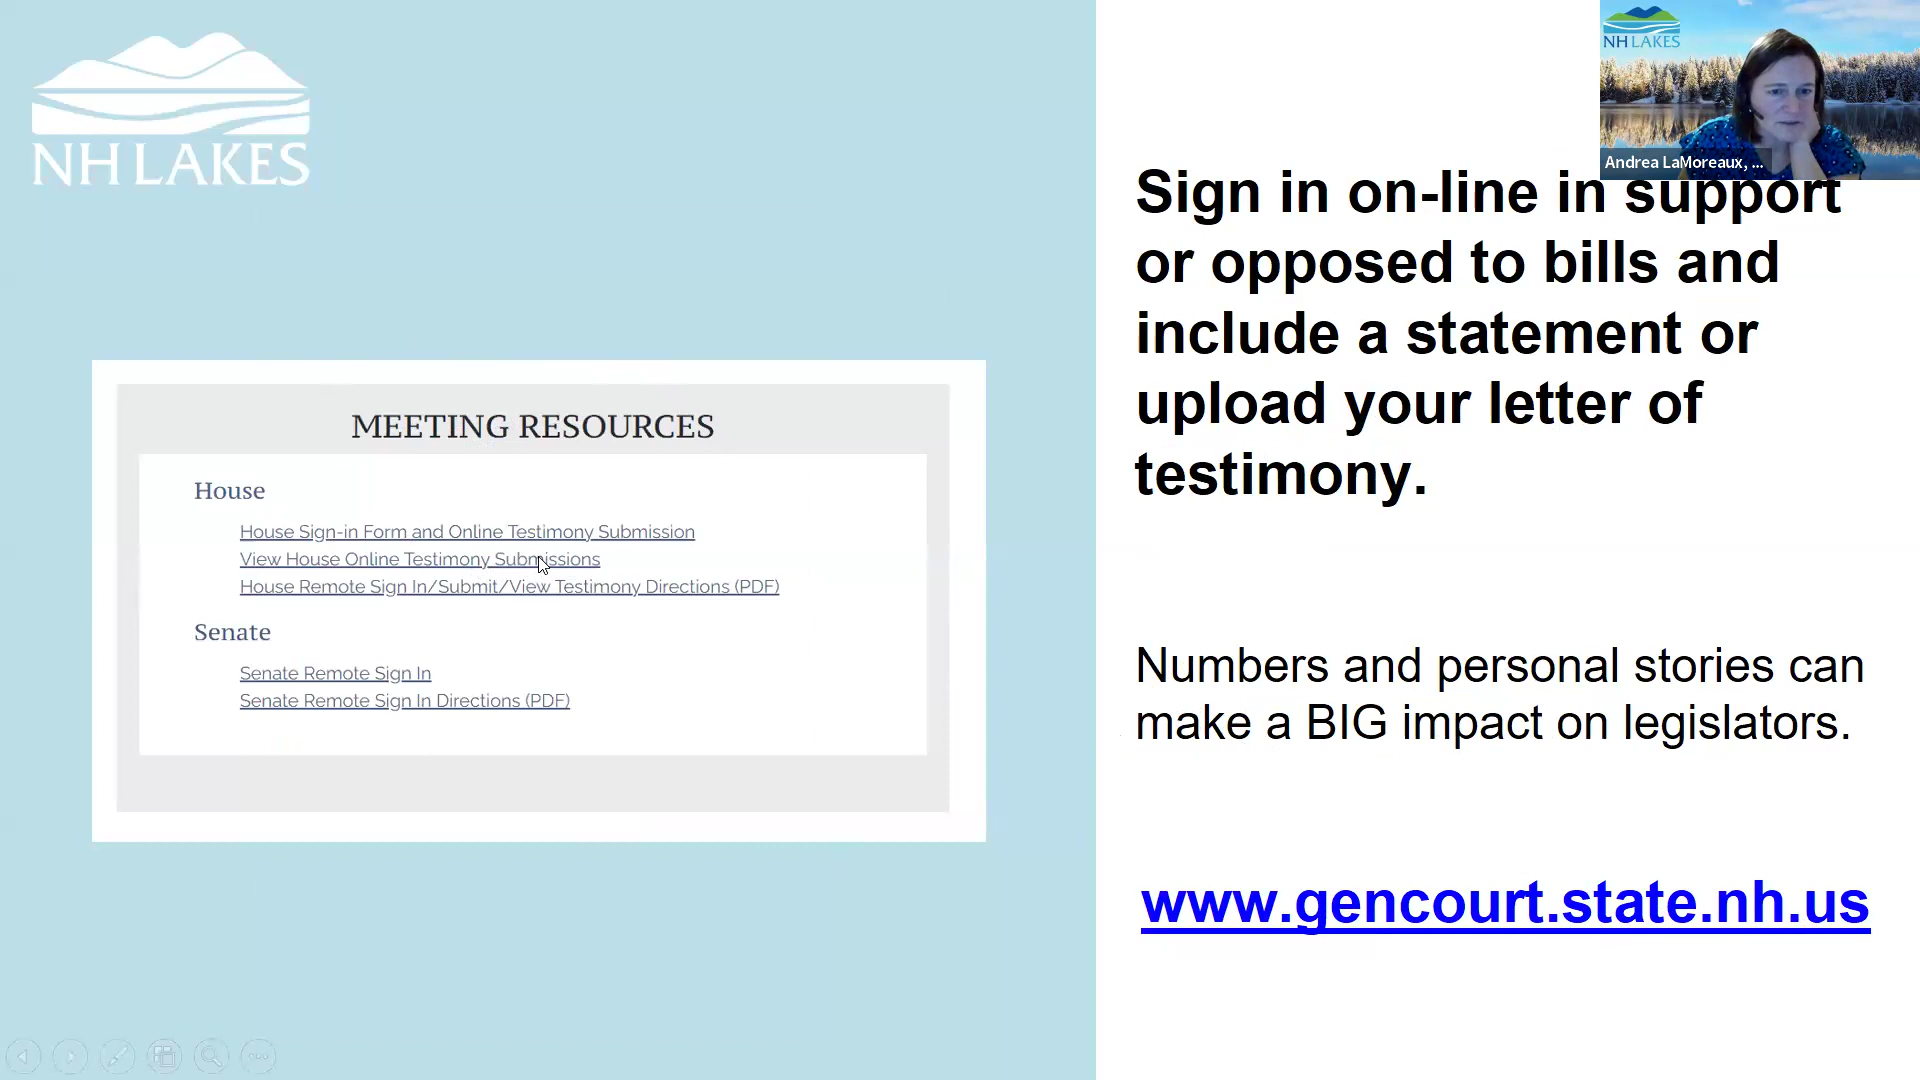 NH LAKES
MEETING RESOURCES
House
House Sign-in Form and Online Testimony Submission
View House Online Testimony Submissions
House Remote Sign In/Submit/View Testimony Directions (PDF)
Senate
Senate Remote Sign In
Senate Remote Sign In Directions (PDF)
NH LAKES
Andrea LaMoreaux, ...
Sign in on-line in support
or opposed to bills and
include a statement or
upload your letter of
testimony.
Numbers and personal stories can
make a BIG impact on legislators.
www.gencourt.state.nh.us